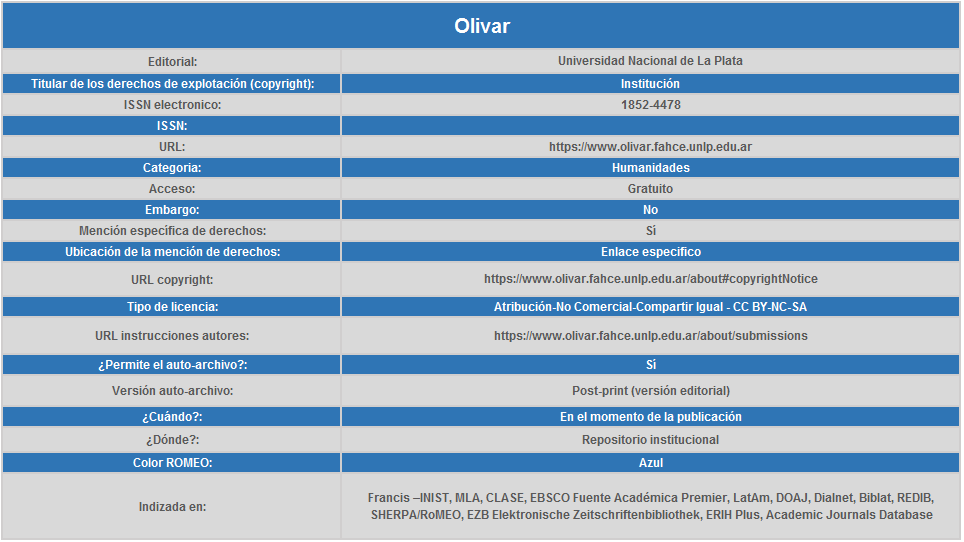 Olivar
Editorial: Universidad Nacional de La Plata
Titular de los derechos de explotación (copyright): Institución
ISSN electronico: 1852-4478
ISSN:
URL: https://www.olivar.fahce.unlp.edu.ar
Categoria: Humanidades
Acceso: Gratuito
Embargo: No
Mención específica de derechos: Sí
Ubicación de la mención de derechos: Enlace especifico
URL copyright: https://www.olivar.fahce.unlp.edu.ar/about#copyrightNotice
Tipo de licencia: Atribución-No Comercial-Compartir Igual - CC BY-NC-SA
URL instrucciones autores: https://www.olivar.fahce.unlp.edu.ar/about/submissions
¿Permite el auto-archivo?: Sí
Versión auto-archivo: Post-print (versión editorial)
¿Cuándo?: En el momento de la publicación
¿Dónde?: Repositorio institucional
Color ROMEO: Azul
Indizada en: Francis –INIST, MLA, CLASE, EBSCO Fuente Académica Premier, LatAm, DOAJ, Dialnet, Biblat, REDIB,
SHERPA/RoMEO, EZB Elektronische Zeitschriftenbibliothek, ERIH Plus, Academic Journals Database